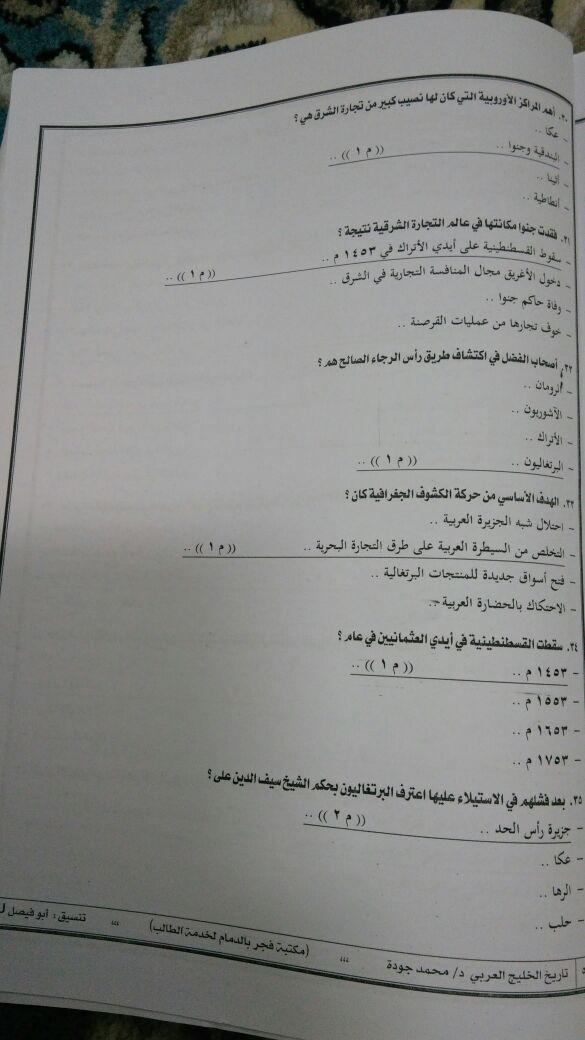 ٢٠. أهم المراكز الأوروبية التي كان لها نصيب كبير من تجارة الشرق هي؟
- عكا ..
- البندقية وجنوا .. (( م ١ )) ..
- أثينا ..
- أنطاطية ..
٢١. فقدت جنوا مكانتها في عالم التجارة الشرقية نتيجة؟
- سقوط القسطنطينية على أيدي الأتراك في ١٤٥٣ م .. (( م ١ )) ..
- دخول الأغريق مجال المنافسة التجارية في الشرق ..
- وفاة حاكم جنوا ..
- خوف تجارها من عمليات القرصنة ..
٢٢. أصحاب الفضل في اكتشاف طريق رأس الرجاء الصالح هم؟
- الرومان ..
- الآشوريون ..
- الأتراك ..
- البرتغاليون .. (( م ١ )) ..
٢٣. الهدف الأساسي من حركة الكشوف الجغرافية كان؟
- احتلال شبه الجزيرة العربية ..
- التخلص من السيطرة العربية على طرق التجارة البحرية .. (( م ١ )) ..
- فتح أسواق جديدة للمنتجات البرتغالية ..
- الاحتكاك بالحضارة العربية ..
٢٤. سقطت القسطنطينية في أيدي العثمانيين في عام؟
- ١٤٥٣ م .. (( م ١ )) ..
- ١٥٥٣ م ..
- ١٦٥٣ م ..
- ١٧٥٣ م ..
٢٥. بعد فشلهم في الاستيلاء عليها اعترف البرتغاليون بحكم الشيخ سيف الدين على؟
- جزيرة رأس الحد .. (( م ٢ )) ..
- عكا ..
- الرها ..
- حلب ..
تاريخ الخليج العربي د/ محمد جودة ،،، (مكتبة فجر بالدمام لخدمة الطالب) ،،، تنسيق : أبو فيصل